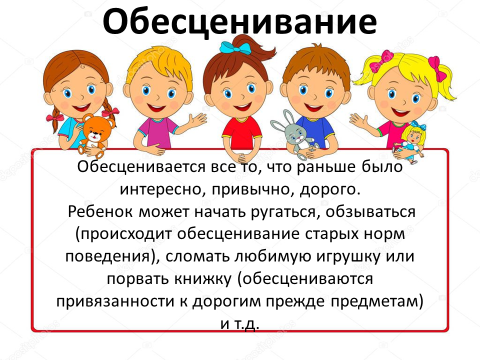 Обесценивание
Обесценивается все то, что раньше было
интересно, привычно, дорого.
Ребенок может начать ругаться, обзываться
(происходит обесценивание старых норм
поведения), сломать любимую игрушку или
порвать книжку (обесцениваются
привязанности к дорогим прежде предметам)
и т.д.